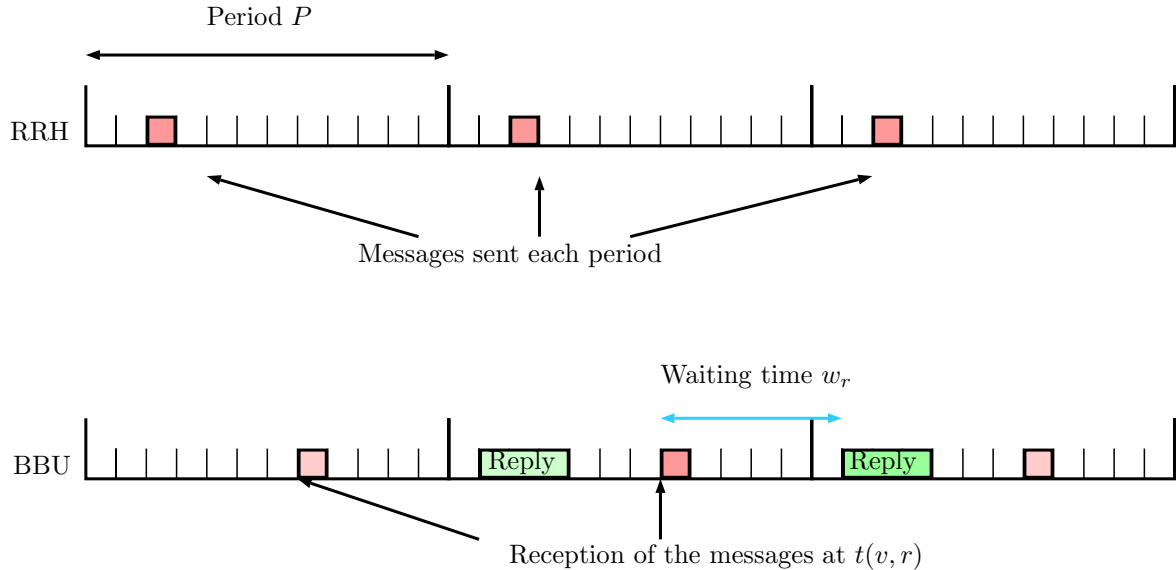 Period P
RRH
Messages sent each period
Waiting time w_r
BBU
Reply
Reply
Reception of the messages at t(v, r)